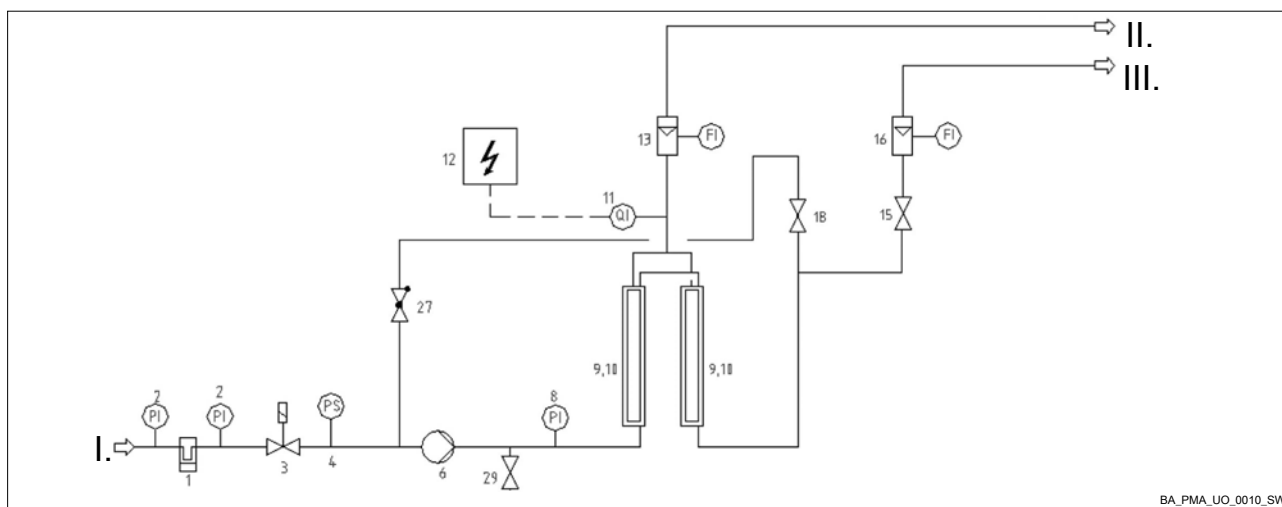 II.
III.
13
FI
16
FI
12
11
QI
18
15
27
9,10
9,10
2
2
8
PI
PI
PS
PI
I.
1
3
4
6
29
BA_PMA_UO_0010_SW